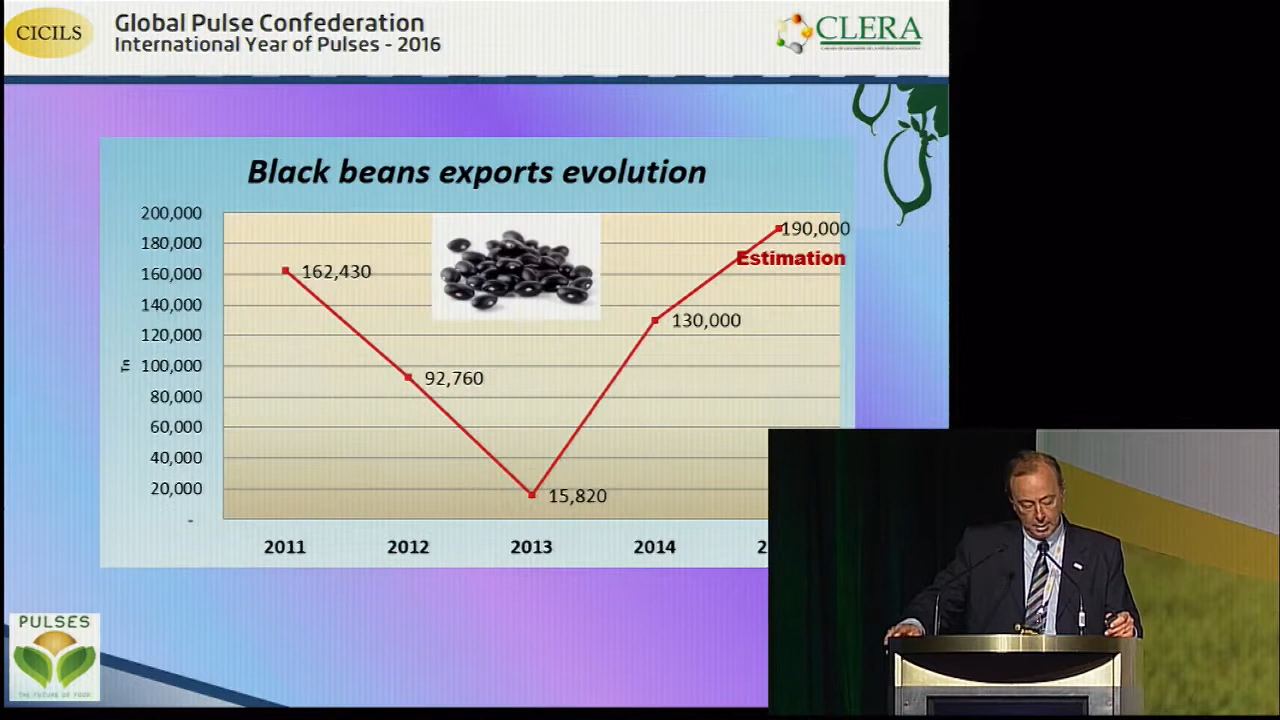 CICILS
Global Pulse Confederation
International Year of Pulses - 2016
CLERA
Black beans exports evolution
200,000
180,000
160,000
140,000
120,000
100,000
80,000
60,000
40,000
20,000
-
Tn
162,430
92,760
15,820
130,000
190,000
Estimation
2011
2012
2013
2014
2
PULSES
THE FUTURE OF FOOD